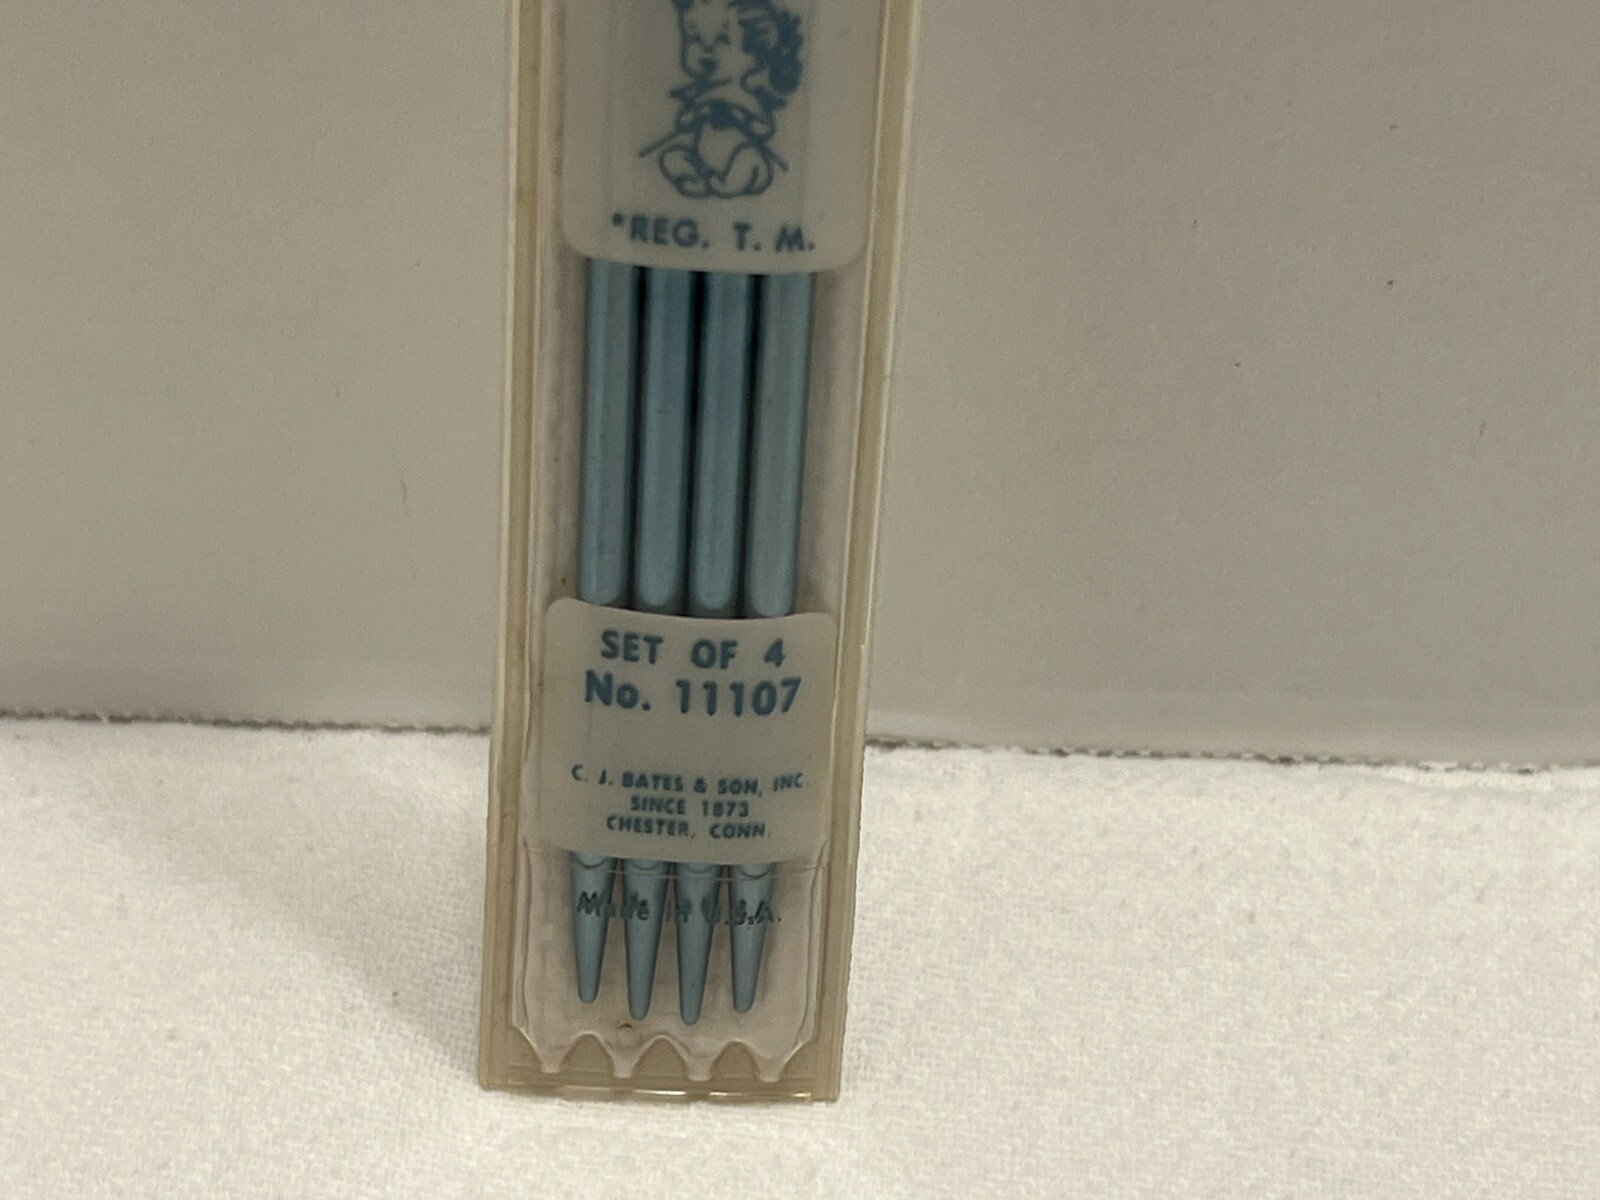 *REG. T. M.
SET OF 4
No. 11107
C. J. BATES & SON, INC.
SINCE 1873
CHESTER, CONN.
Made in U.S.A.